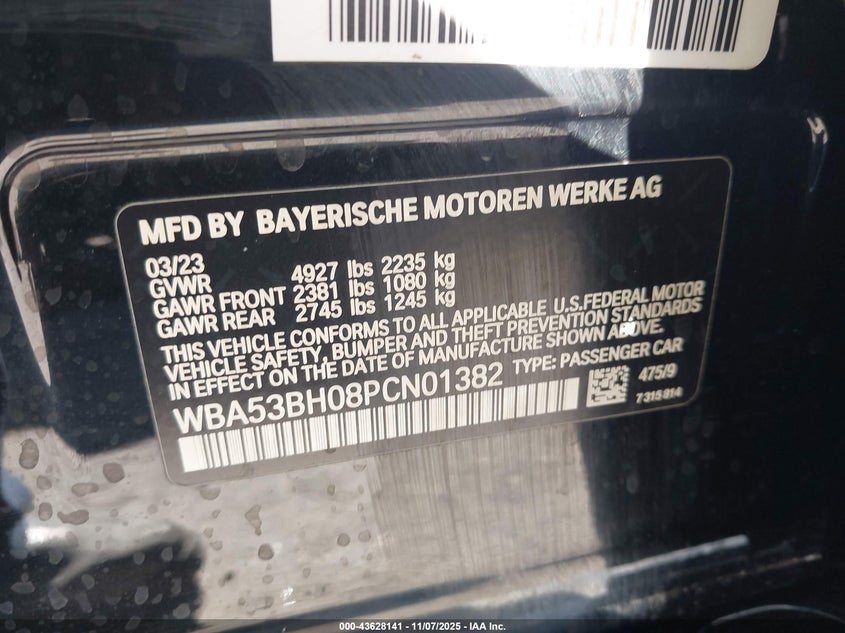 MFD BY BAYERISCHE MOTOREN WERKE AG
03/23
GVWR 4927 lbs 2235 kg
GAWR FRONT 2381 lbs 1080 kg
GAWR REAR 2745 lbs 1245 kg
THIS VEHICLE CONFORMS TO ALL APPLICABLE U.S.FEDERAL MOTOR
VEHICLE SAFETY, BUMPER AND THEFT PREVENTION STANDARDS
IN EFFECT ON THE DATE OF MANUFACTURE SHOWN ABOVE.
WBA53BH08PCN01382 TYPE: PASSENGER CAR
475/9
7315814
000-43628141 - 11/07/2025 - IAA Inc.